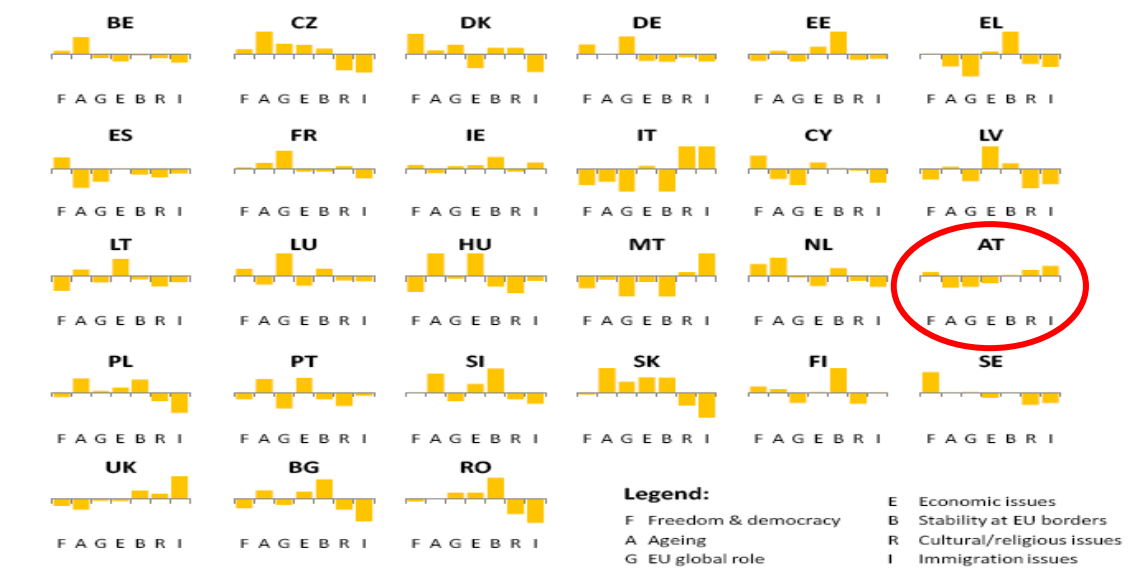 BE CZ DK DE EE EL
F A G E B R I F A G E B R I F A G E B R I F A G E B R I F A G E B R I F A G E B R I
ES FR IE IT CY LV
F A G E B R I F A G E B R I F A G E B R I F A G E B R I F A G E B R I F A G E B R I
LT LU HU MT NL AT
F A G E B R I F A G E B R I F A G E B R I F A G E B R I F A G E B R I F A G E B R I
PL PT SI SK FI SE
F A G E B R I F A G E B R I F A G E B R I F A G E B R I F A G E B R I F A G E B R I
UK BG RO
F A G E B R I F A G E B R I F A G E B R I
Legend:
F Freedom & democracy
A Ageing
G EU global role
E Economic issues
B Stability at EU borders
R Cultural/religious issues
I Immigration issues